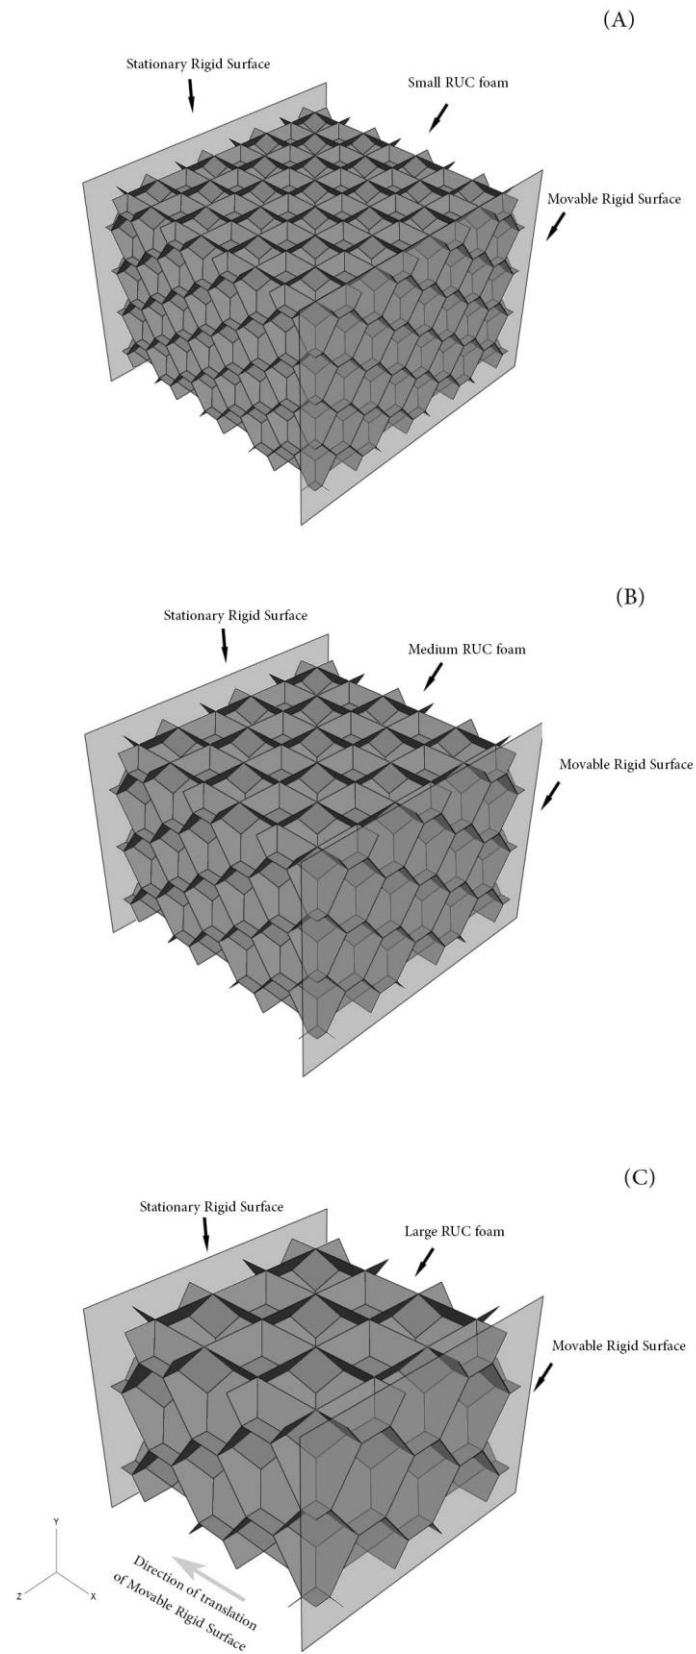 (A)
Stationary Rigid Surface
Small RUC foam
Movable Rigid Surface
(B)
Stationary Rigid Surface
Medium RUC foam
Movable Rigid Surface
(C)
Stationary Rigid Surface
Large RUC foam
Movable Rigid Surface
Y
Z
X
Direction of translation
of Movable Rigid Surface